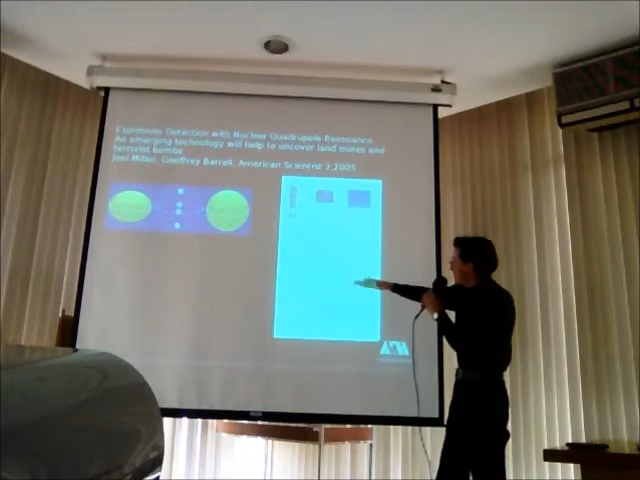 Explosives Detection with Nuclear Quadrupole Resonance
An emerging technology will help to uncover land mines and
terrorist bombs
Joel Miller, Geoffrey Barrall, American Scientist 2,2005